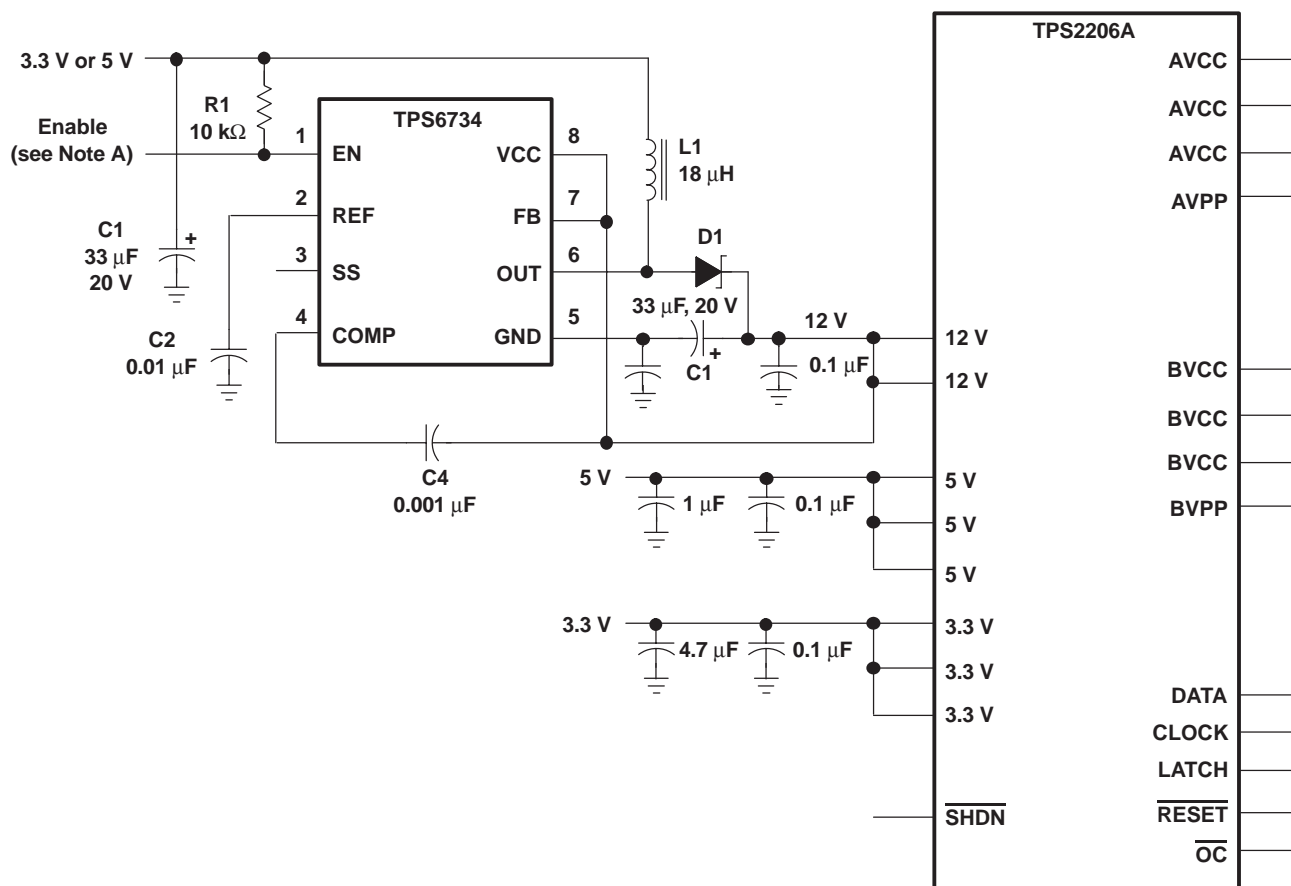 TPS2206A
3.3 V or 5 V
AVCC
AVCC
AVCC
AVPP
R1
10 kΩ
Enable
(see Note A)
TPS6734
1
EN
2
REF
3
SS
4
COMP
8
VCC
7
FB
6
OUT
5
GND
L1
18 μH
D1
C1
33 μF
20 V
C2
0.01 μF
33 μF, 20 V
C1
12 V
0.1 μF
12 V
12 V
BVCC
BVCC
BVCC
BVPP
C4
0.001 μF
5 V
1 μF
0.1 μF
5 V
5 V
5 V
3.3 V
4.7 μF
0.1 μF
3.3 V
3.3 V
3.3 V
DATA
CLOCK
LATCH
SHDN
RESET
OC
+
+